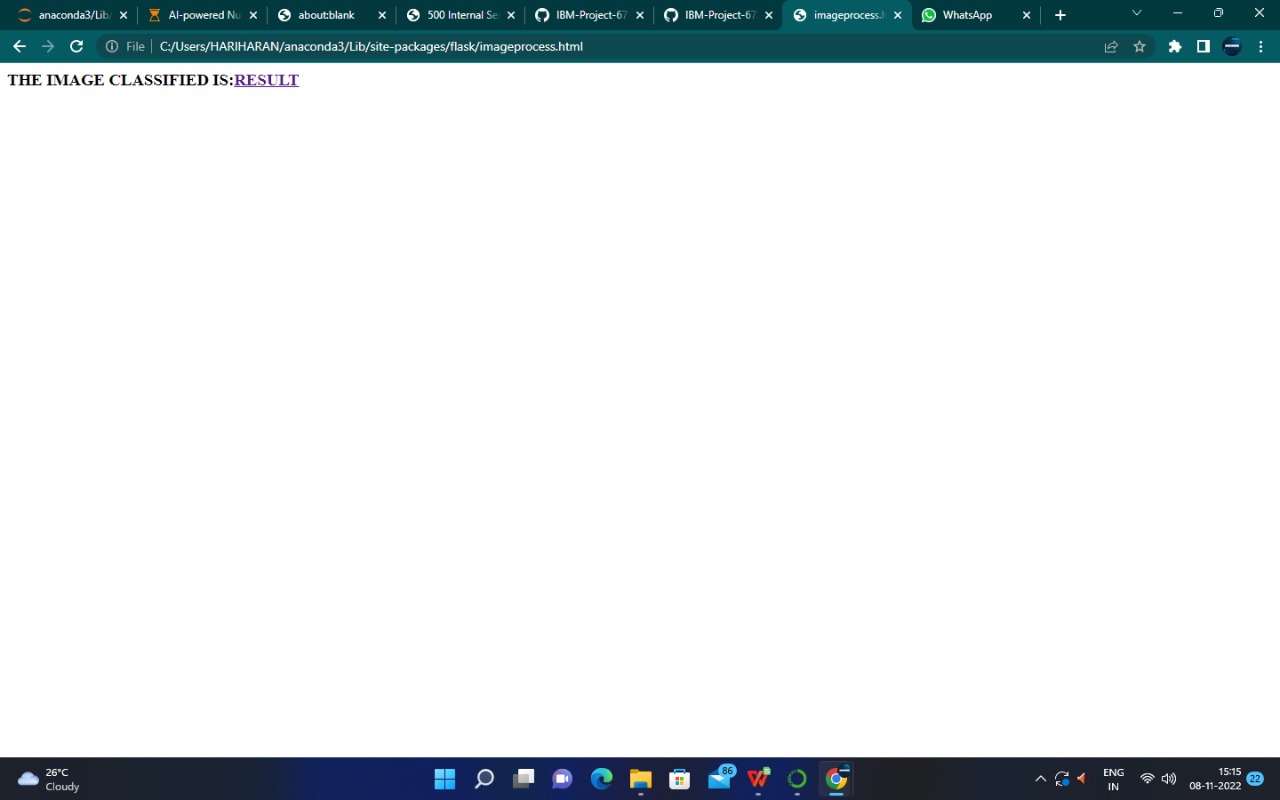 anaconda3/Lib/
AI-powered Nu
about:blank
500 Internal Se
IBM-Project-67
IBM-Project-67
imageprocess.h
WhatsApp
File
C:/Users/HARIHARAN/anaconda3/Lib/site-packages/flask/imageprocess.html
THE IMAGE CLASSIFIED IS:RESULT
26°C
Cloudy
86
ENG
IN
15:15
08-11-2022
22